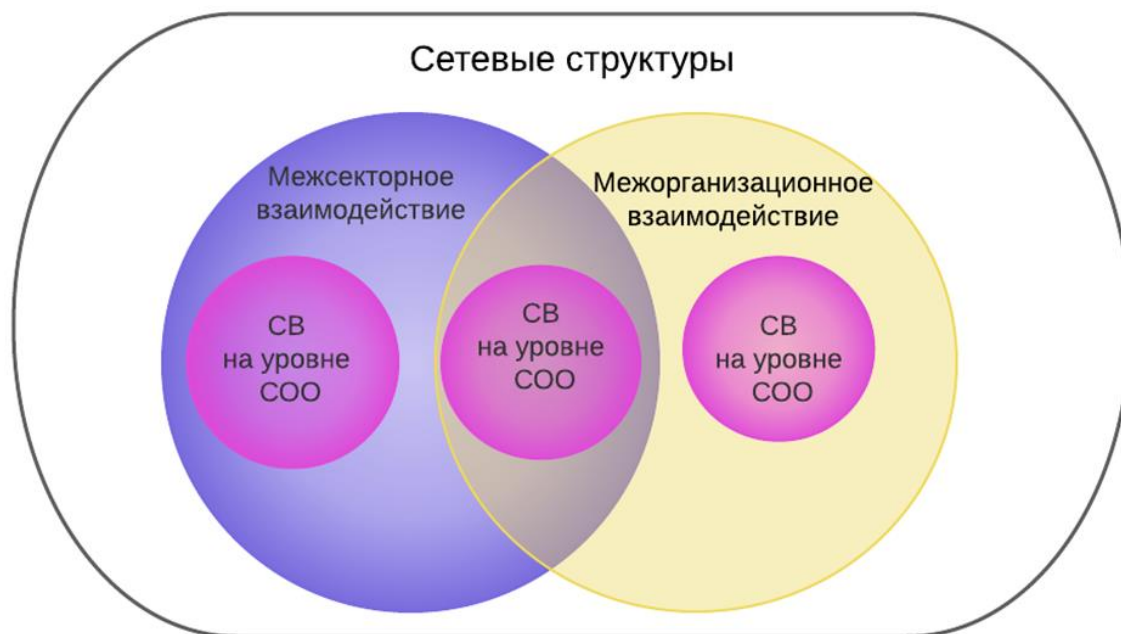 Сетевые структуры
Межсекторное
взаимодействие
Межорганизационное
взаимодействие
СВ
на уровне
СОО
СВ
на уровне
СОО
СВ
на уровне
СОО